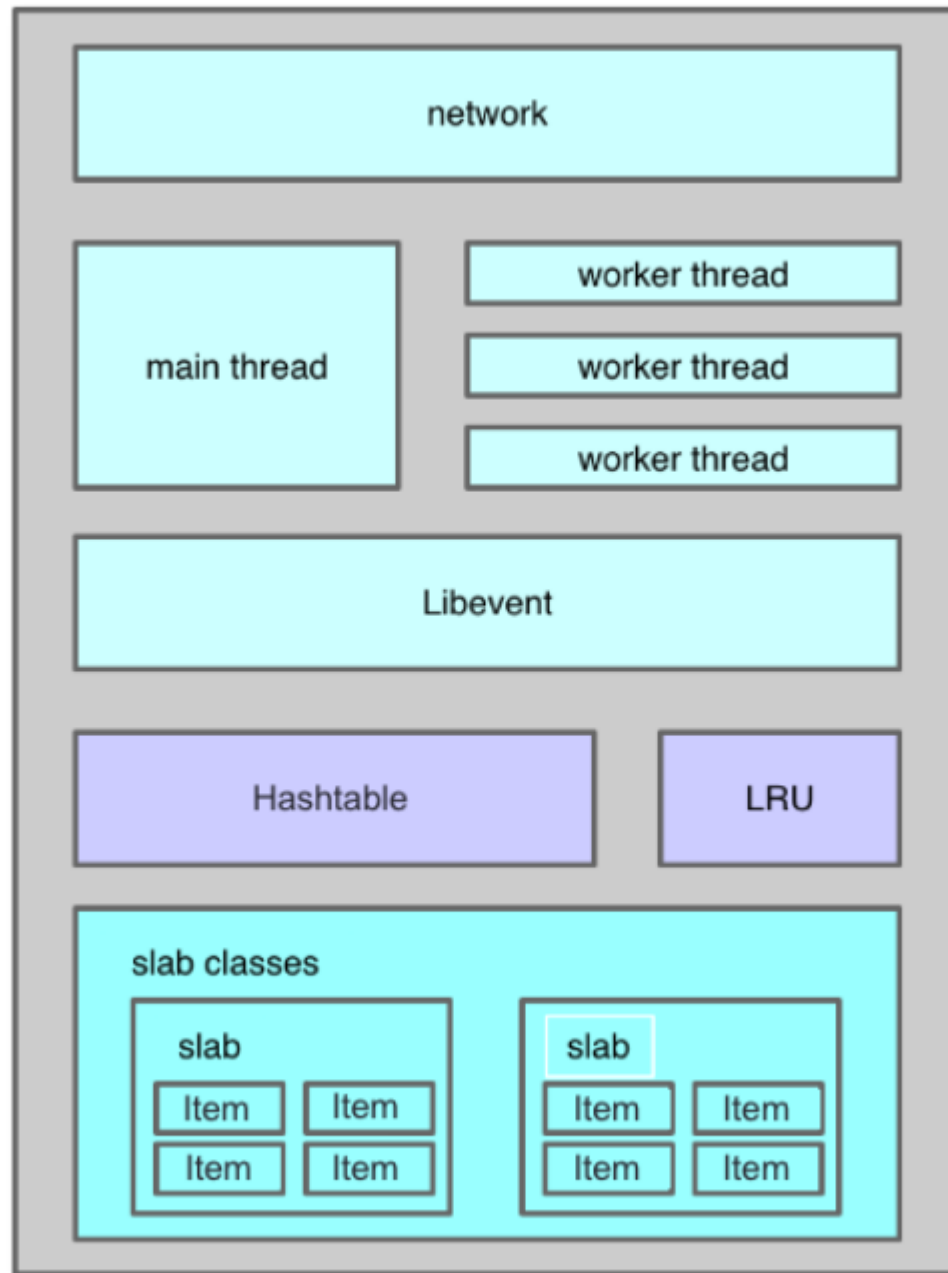 network
main thread
worker thread
worker thread
worker thread
Libevent
Hashtable
LRU
slab classes
slab
Item
Item
Item
Item
slab
Item
Item
Item
Item